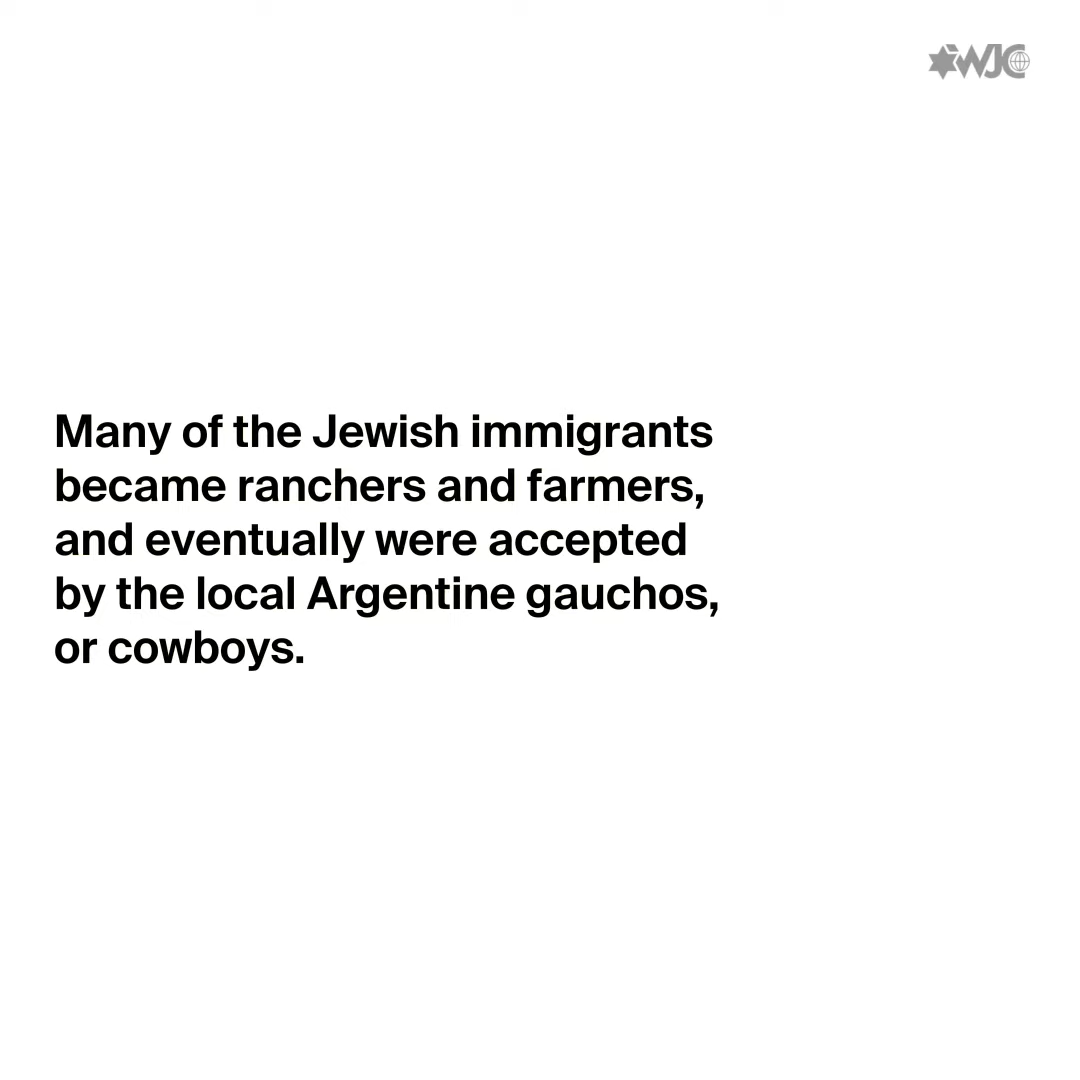 WJC
Many of the Jewish immigrants
became ranchers and farmers,
and eventually were accepted
by the local Argentine gauchos,
or cowboys.